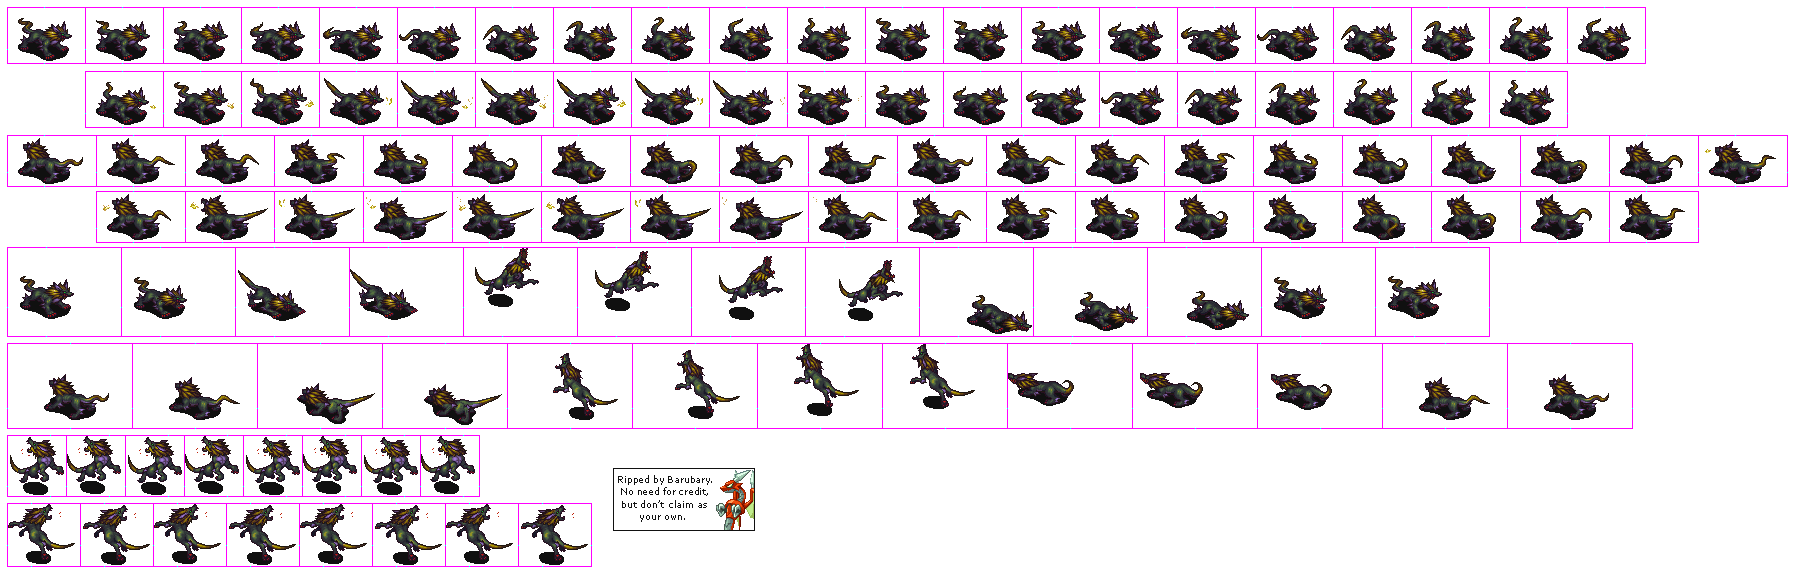 Ripped by Barubary.
No need for credit,
but don't claim as
your own.